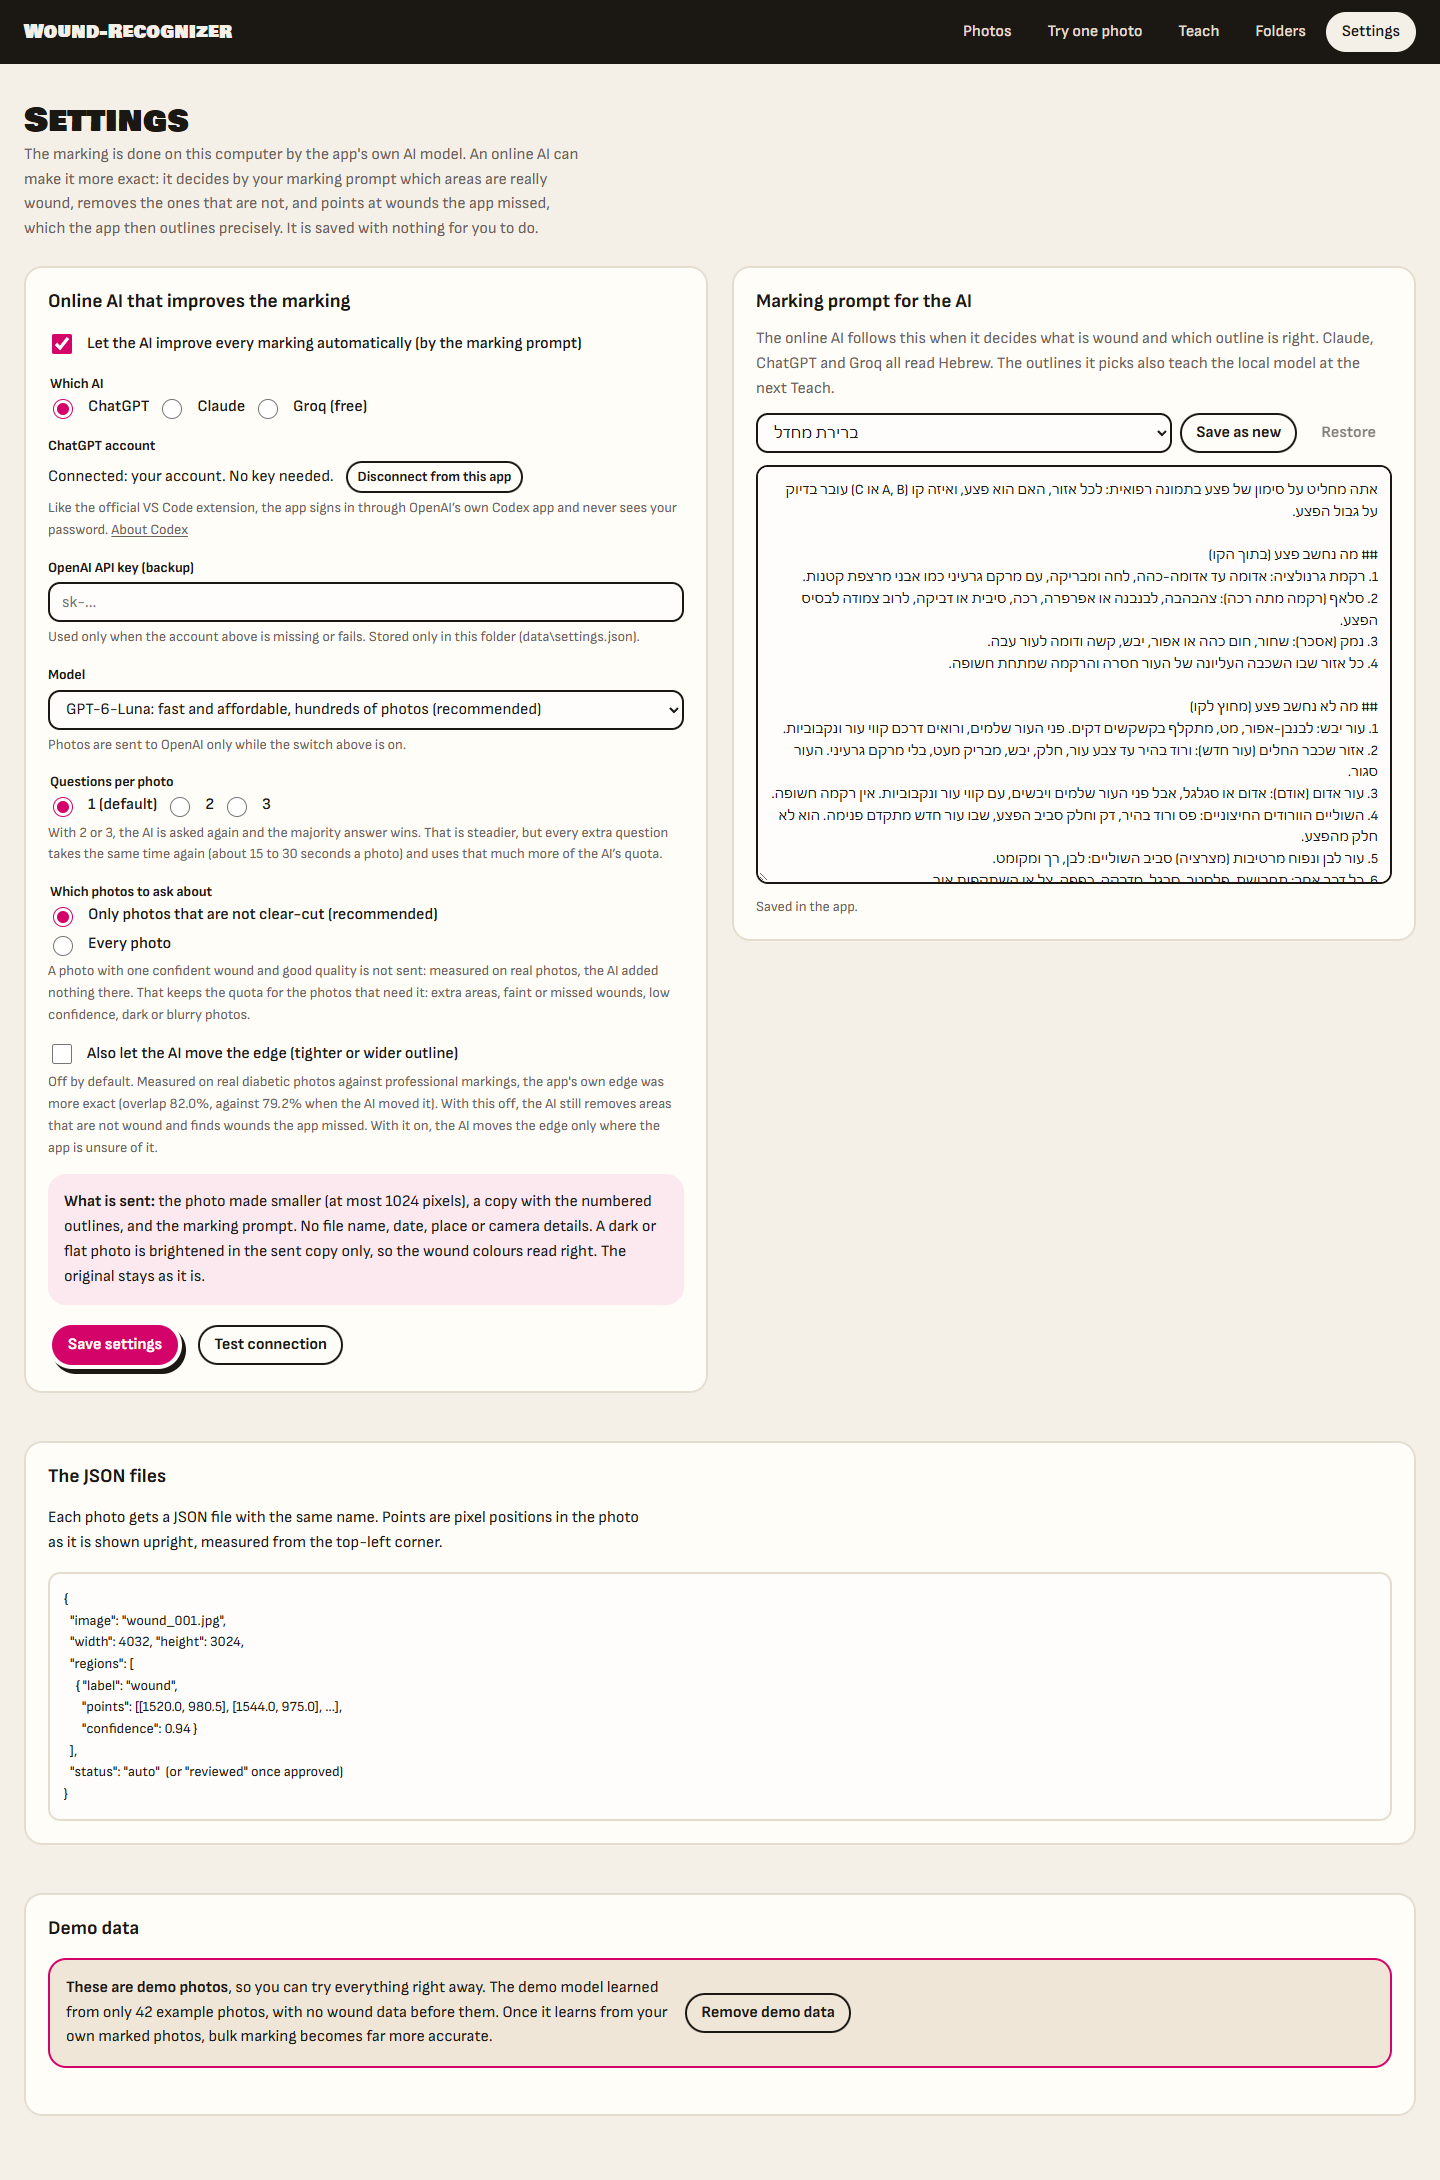 Wound-Recognizer
Photos
Try one photo
Teach
Folders
Settings
Settings
The marking is done on this computer by the app's own AI model. An online AI can
make it more exact: it decides by your marking prompt which areas are really
wound, removes the ones that are not, and points at wounds the app missed,
which the app then outlines precisely. It is saved with nothing for you to do.
Online AI that improves the marking
Let the AI improve every marking automatically (by the marking prompt)
Which AI
ChatGPT
Claude
Groq (free)
ChatGPT account
Connected: your account. No key needed.
Disconnect from this app
Like the official VS Code extension, the app signs in through OpenAI's own Codex app and never sees your
password. About Codex
OpenAI API key (backup)
sk-...
Used only when the account above is missing or fails. Stored only in this folder (data\settings.json).
Model
GPT-6-Luna: fast and affordable, hundreds of photos (recommended)
Photos are sent to OpenAI only while the switch above is on.
Questions per photo
1 (default)
2
3
With 2 or 3, the AI is asked again and the majority answer wins. That is steadier, but every extra question
takes the same time again (about 15 to 30 seconds a photo) and uses that much more of the AI's quota.
Which photos to ask about
Only photos that are not clear-cut (recommended)
Every photo
A photo with one confident wound and good quality is not sent: measured on real photos, the AI added
nothing there. That keeps the quota for the photos that need it: extra areas, faint or missed wounds, low
confidence, dark or blurry photos.
Also let the AI move the edge (tighter or wider outline)
Off by default. Measured on real diabetic photos against professional markings, the app's own edge was
more exact (overlap 82.0%, against 79.2% when the AI moved it). With this off, the AI still removes areas
that are not wound and finds wounds the app missed. With it on, the AI moves the edge only where the
app is unsure of it.
What is sent: the photo made smaller (at most 1024 pixels), a copy with the numbered
outlines, and the marking prompt. No file name, date, place or camera details. A dark or
flat photo is brightened in the sent copy only, so the wound colours read right. The
original stays as it is.
Save settings
Test connection
Marking prompt for the AI
The online AI follows this when it decides what is wound and which outline is right. Claude,
ChatGPT and Groq all read Hebrew. The outlines it picks also teach the local model at the
next Teach.
ברירת מחדל
Save as new
Restore
אתה מחליט על סימון של פצע בתמונה רפואית: לכל אזור, האם הוא פצע, ואיזה קו (A, B או C) עובר בדיוק
על גבול הפצע.
## מה נחשב פצע (בתוך הקו)
1. רקמת גרנולציה: אדומה עד אדומה-כהה, לחה ומבריקה, עם מרקם גרעיני כמו אבני מרצפת קטנות.
2. סלאף (רקמה מתה רכה): צהבהבה, לבנבנה או אפרפרה, רכה, סיבית או דביקה, לרוב צמודה לבסיס
הפצע.
3. נמק (אסכר): שחור, חום כהה או אפור, יבש, קשה ודומה לעור עבה.
4. כל אזור שבו השכבה העליונה של העור חסרה והרקמה שמתחת חשופה.
## מה לא נחשב פצע (מחוץ לקו)
1. עור יבש: לבנבן-אפור, מט, מתקלף בקשקשים דקים. פני העור שלמים, ורואים דרכם קווי עור ונקבוביות.
2. אזור שכבר החלים (עור חדש): ורוד בהיר עד צבע עור, חלק, יבש, מבריק מעט, בלי מרקם גרעיני. העור
סגור.
3. עור אדום (אודם): אדום או סגלגל, אבל פני העור שלמים ויבשים, עם קווי עור ונקבוביות. אין רקמה חשופה.
4. השוליים הוורודים החיצוניים: פס ורוד בהיר, דק וחלק סביב הפצע, שבו עור חדש מתקדם פנימה. הוא לא
חלק מהפצע.
5. עור לבן ונפוח מרטיבות (מצרציה) סביב השוליים: לבן, רך ומקומט.
Saved in the app.
The JSON files
Each photo gets a JSON file with the same name. Points are pixel positions in the photo
as it is shown upright, measured from the top-left corner.
{
"image": "wound_001.jpg",
"width": 4032, "height": 3024,
"regions": [
{ "label": "wound",
"points": [[1520.0, 980.5], [1544.0, 975.0], ...],
"confidence": 0.94 }
],
"status": "auto" (or "reviewed" once approved)
}
Demo data
These are demo photos, so you can try everything right away. The demo model learned
from only 42 example photos, with no wound data before them. Once it learns from your
own marked photos, bulk marking becomes far more accurate.
Remove demo data